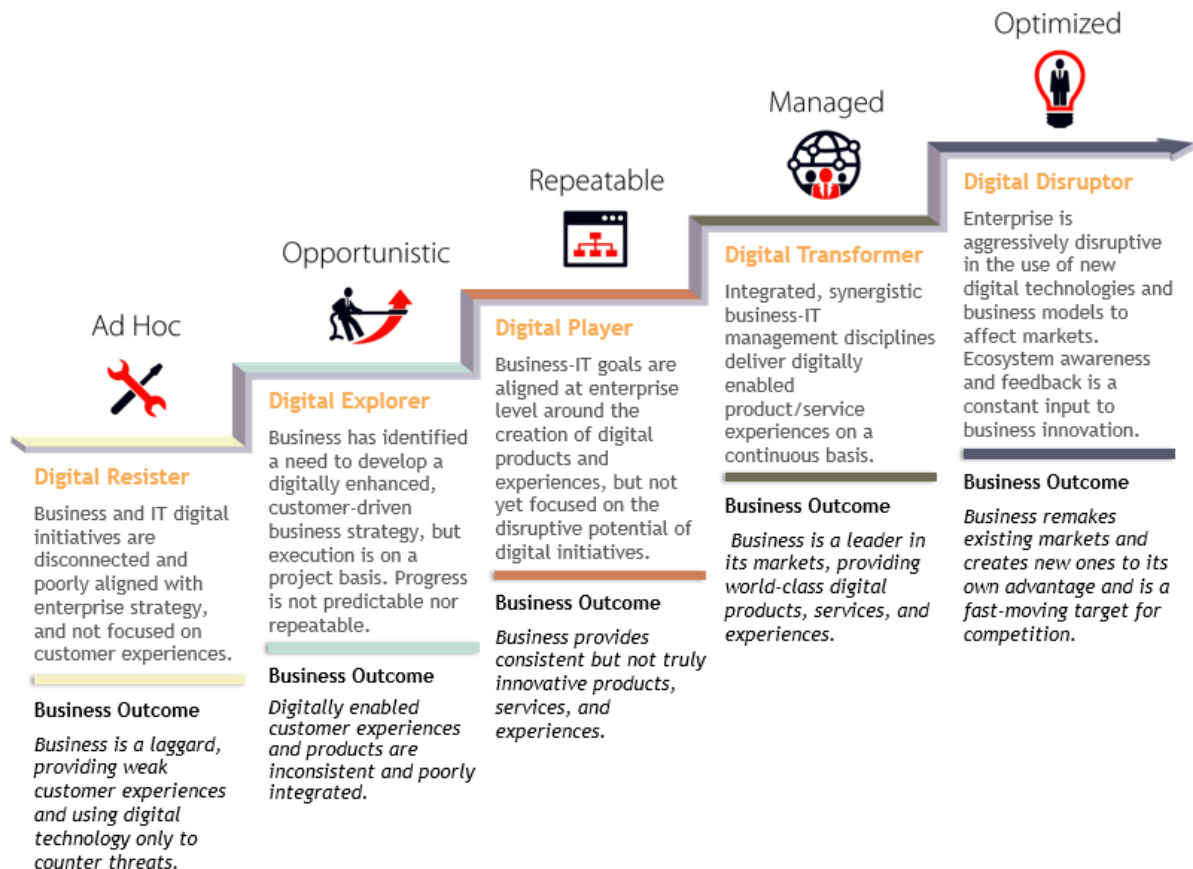 Ad Hoc
Digital Resister
Business and IT digital
initiatives are
disconnected and
poorly aligned with
enterprise strategy,
and not focused on
customer experiences.
Business Outcome
Business is a laggard,
providing weak
customer experiences
and using digital
technology only to
counter threats.
Opportunistic
Digital Explorer
Business has identified
a need to develop a
digitally enhanced,
customer-driven
business strategy, but
execution is on a
project basis. Progress
is not predictable nor
repeatable.
Business Outcome
Digitally enabled
customer experiences
and products are
inconsistent and poorly
integrated.
Repeatable
Digital Player
Business-IT goals are
aligned at enterprise
level around the
creation of digital
products and
experiences, but not
yet focused on the
disruptive potential of
digital initiatives.
Business Outcome
Business provides
consistent but not truly
innovative products,
services, and
experiences.
Managed
Digital Transformer
Integrated, synergistic
business-IT
management disciplines
deliver digitally
enabled
product/service
experiences on a
continuous basis.
Business Outcome
Business is a leader in
its markets, providing
world-class digital
products, services, and
experiences.
Optimized
Digital Disruptor
Enterprise is
aggressively disruptive
in the use of new
digital technologies and
business models to
affect markets.
Ecosystem awareness
and feedback is a
constant input to
business innovation.
Business Outcome
Business remakes
existing markets and
creates new ones to its
own advantage and is a
fast-moving target for
competition.